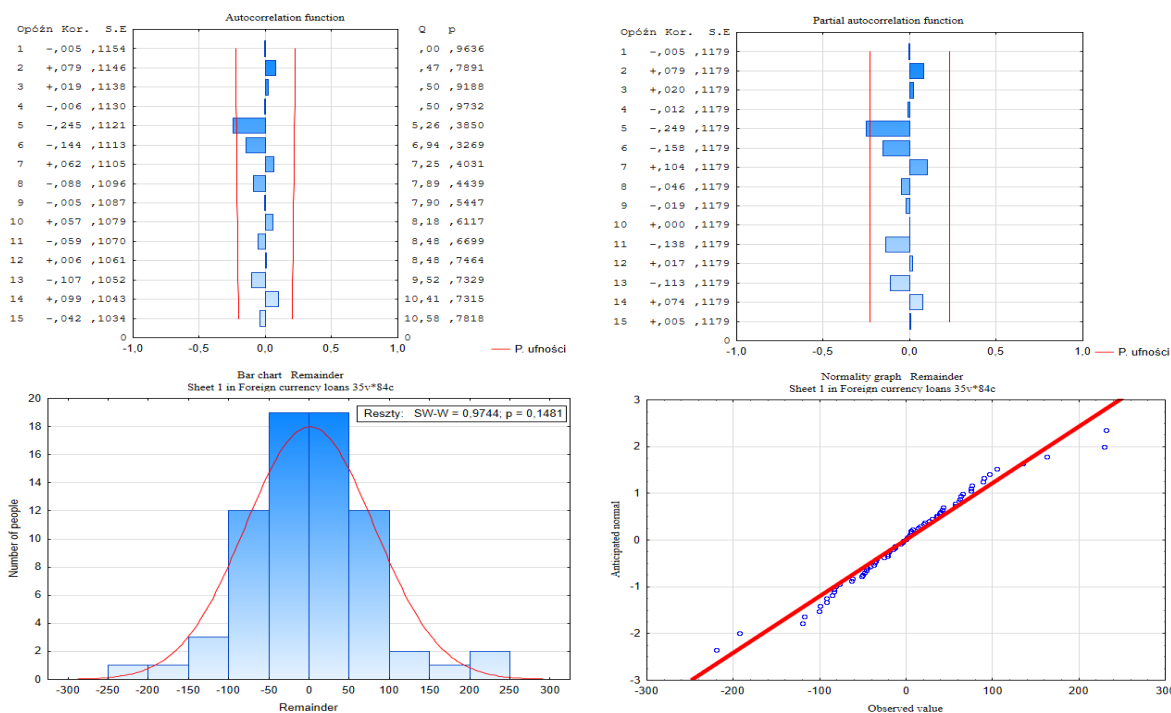 Autocorrelation function
Opóźn Kor. S.E Q p
1 -,005 ,1154 ,00 ,9636
2 +,079 ,1146 ,47 ,7891
3 +,019 ,1138 ,50 ,9188
4 -,006 ,1130 ,50 ,9732
5 -,245 ,1121 5,26 ,3850
6 -,144 ,1113 6,94 ,3269
7 +,062 ,1105 7,25 ,4031
8 -,088 ,1096 7,89 ,4439
9 -,005 ,1087 7,90 ,5447
10 +,057 ,1079 8,18 ,6117
11 -,059 ,1070 8,48 ,6699
12 +,006 ,1061 8,48 ,7464
13 -,107 ,1052 9,52 ,7329
14 +,099 ,1043 10,41 ,7315
15 -,042 ,1034 10,58 ,7818
0 0
-1,0 -0,5 0,0 0,5 1,0
P. ufności
Partial autocorrelation function
Opóźn Kor. S.E
1 -,005 ,1179
2 +,079 ,1179
3 +,020 ,1179
4 -,012 ,1179
5 -,249 ,1179
6 -,158 ,1179
7 +,104 ,1179
8 -,046 ,1179
9 -,019 ,1179
10 +,000 ,1179
11 -,138 ,1179
12 +,017 ,1179
13 -,113 ,1179
14 +,074 ,1179
15 +,005 ,1179
0
-1,0 -0,5 0,0 0,5 1,0
P. ufności
Bar chart Remainder
Sheet 1 in Foreign currency loans 35v*84c
Reszty: SW-W = 0,9744; p = 0,1481
Number of people
20
18
16
14
12
10
8
6
4
2
0
-300 -250 -200 -150 -100 -50 0 50 100 150 200 250 300
Remainder
Normality graph Remainder
Sheet 1 in Foreign currency loans 35v*84c
Anticipated normal
3
2
1
0
-1
-2
-3
-300 -200 -100 0 100 200 300
Observed value